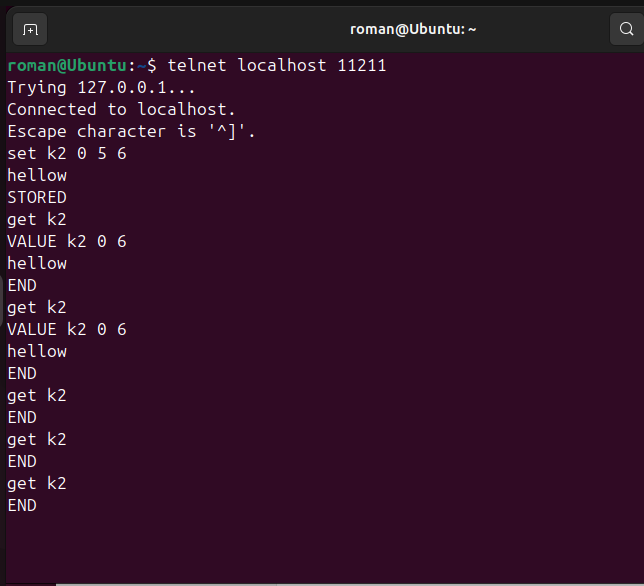 roman@Ubuntu: ~
roman@Ubuntu:~$ telnet localhost 11211
Trying 127.0.0.1...
Connected to localhost.
Escape character is '^]'.
set k2 0 5 6
hellow
STORED
get k2
VALUE k2 0 6
hellow
END
get k2
VALUE k2 0 6
hellow
END
get k2
END
get k2
END
get k2
END